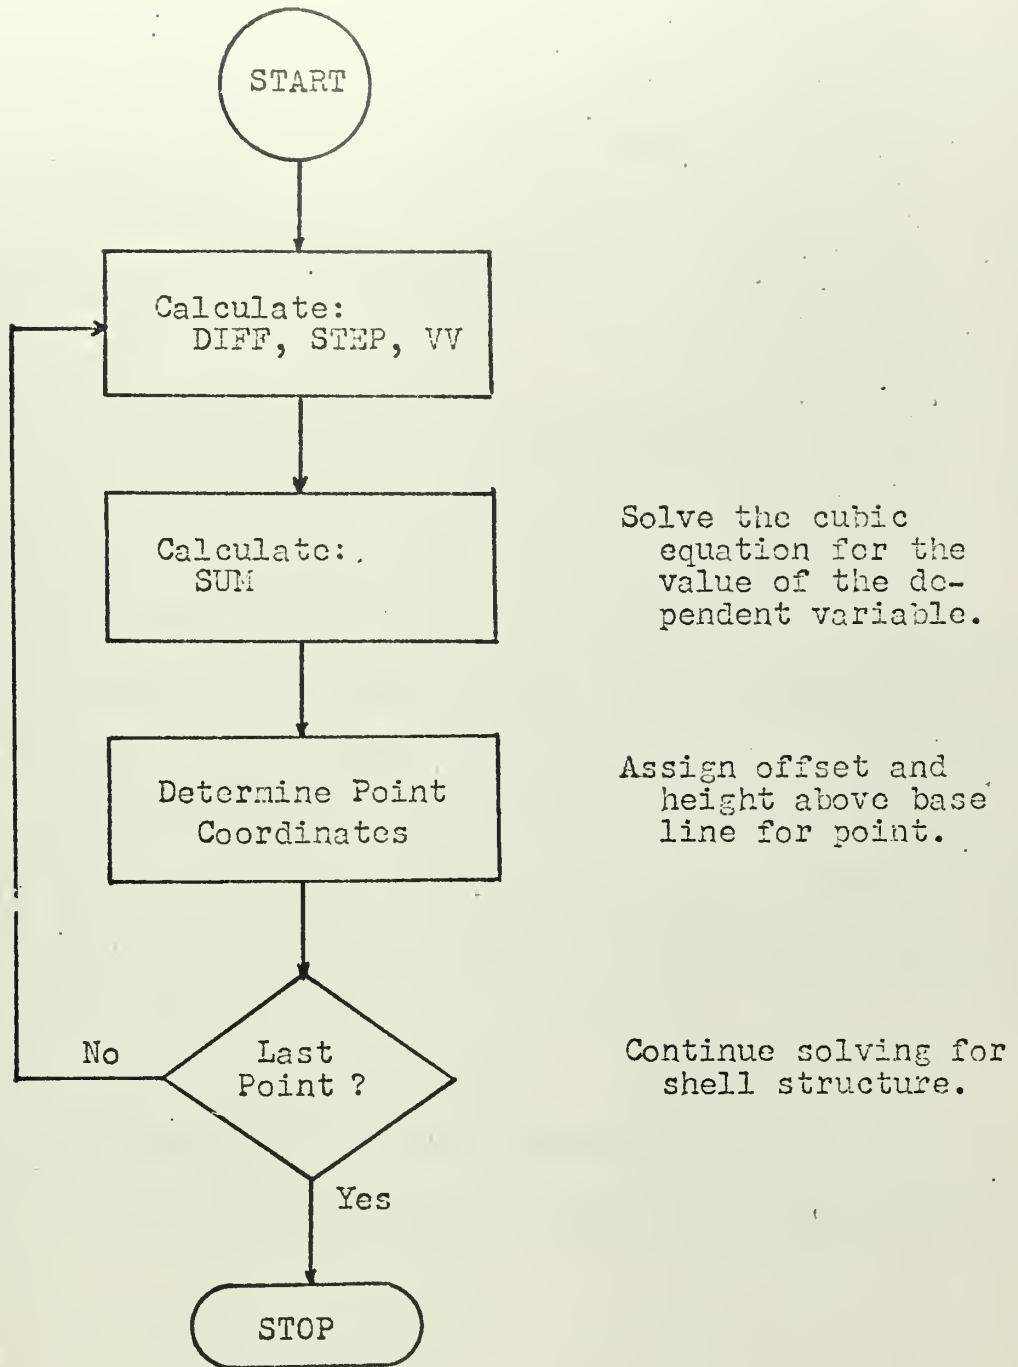 START
Calculate:
DIFF, STEP, VV
Calculate:
SUM
Solve the cubic
equation for the
value of the de-
pendent variable.
Determine Point
Coordinates
Assign offset and
height above base
line for point.
No
Last
Point ?
Continue solving for
shell structure.
Yes
STOP